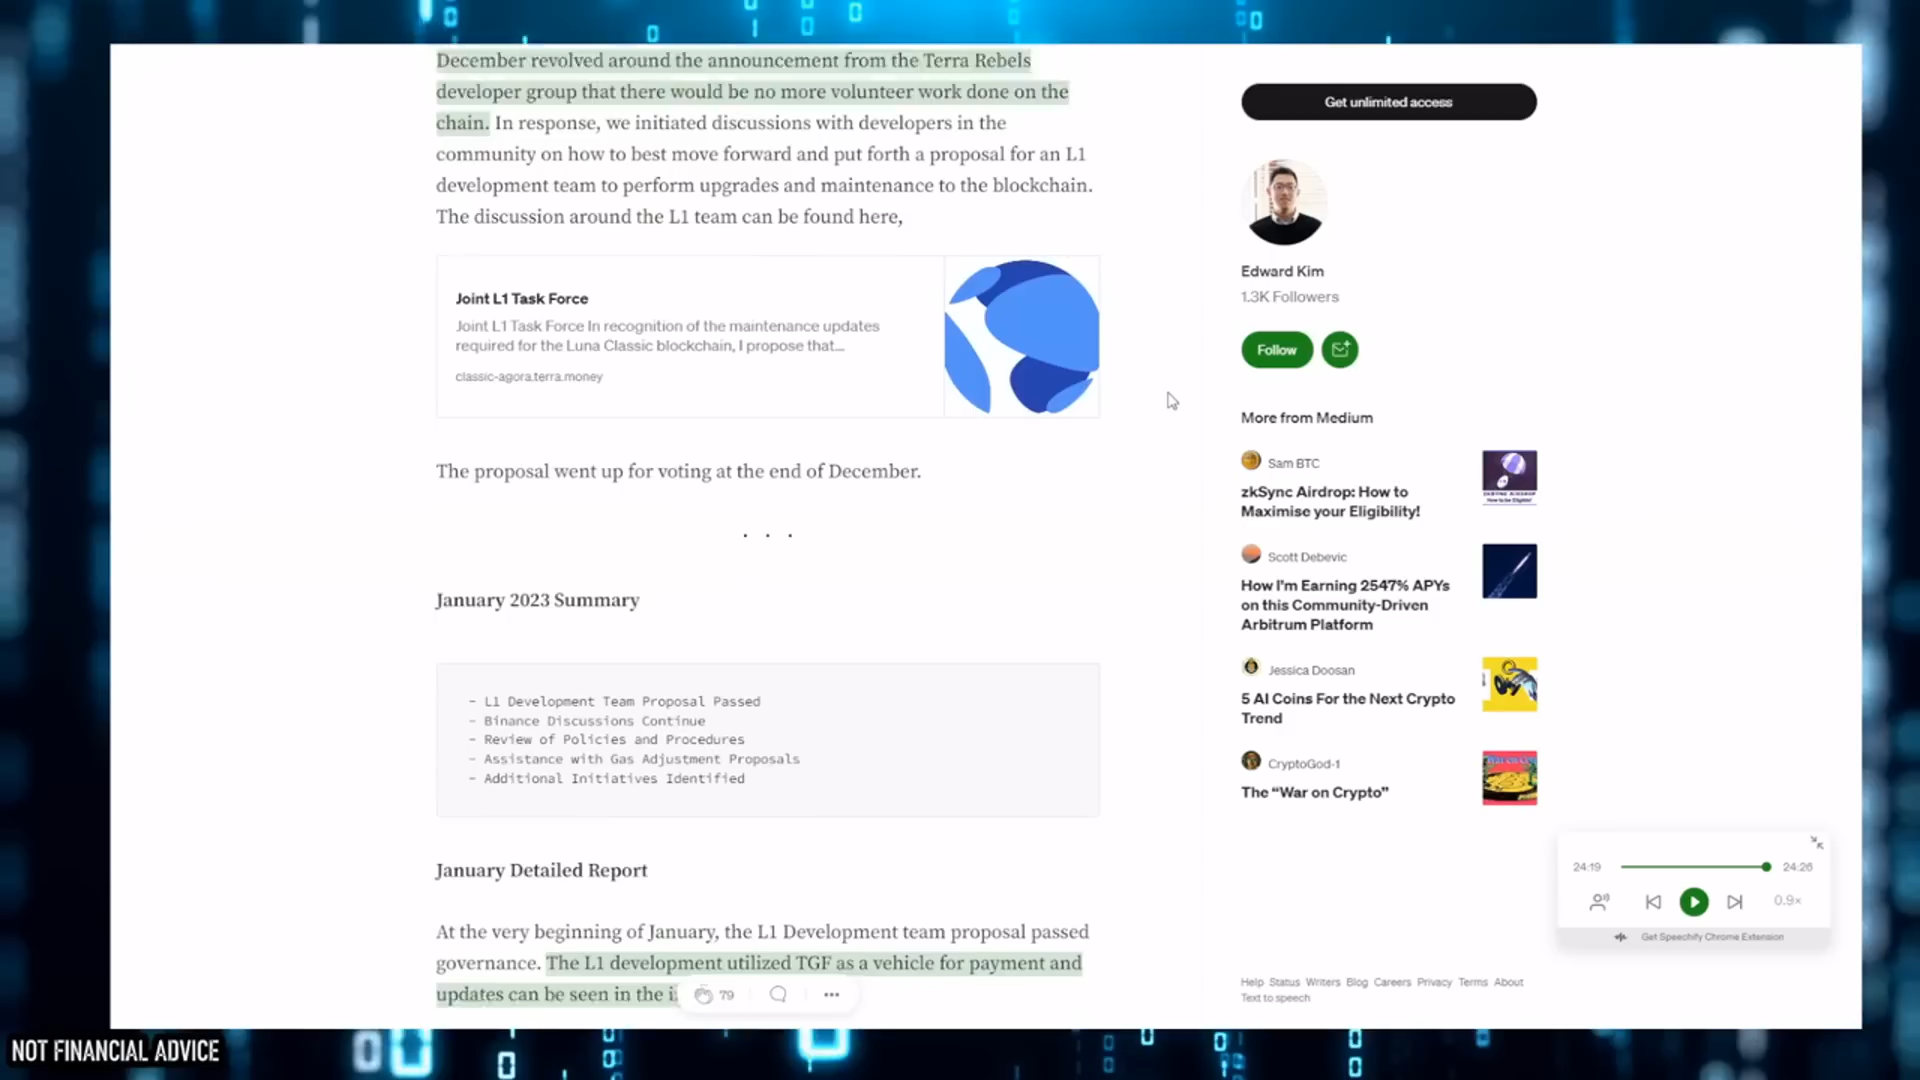 December revolved around the announcement from the Terra Rebels
developer group that there would be no more volunteer work done on the
chain. In response, we initiated discussions with developers in the
community on how to best move forward and put forth a proposal for an L1
development team to perform upgrades and maintenance to the blockchain.
The discussion around the L1 team can be found here,
Joint L1 Task Force
Joint L1 Task Force In recognition of the maintenance updates
required for the Luna Classic blockchain, I propose that...
classic-agora.terra.money
The proposal went up for voting at the end of December.
. . .
January 2023 Summary
- L1 Development Team Proposal Passed
- Binance Discussions Continue
- Review of Policies and Procedures
- Assistance with Gas Adjustment Proposals
- Additional Initiatives Identified
January Detailed Report
At the very beginning of January, the L1 Development team proposal passed
governance. The L1 development utilized TGF as a vehicle for payment and
updates can be seen in the
79
Get unlimited access
Edward Kim
1.3K Followers
Follow
More from Medium
Sam BTC
zkSync Airdrop: How to
Maximise your Eligibility!
Scott Debevic
How I'm Earning 2547% APYs
on this Community-Driven
Arbitrum Platform
Jessica Doosan
5 AI Coins For the Next Crypto
Trend
CryptoGod-1
The “War on Crypto”
24:19
24:26
0.9×
Get Speechify Chrome Extension
Help Status Writers Blog Careers Privacy Terms About
Text to speech
NOT FINANCIAL ADVICE